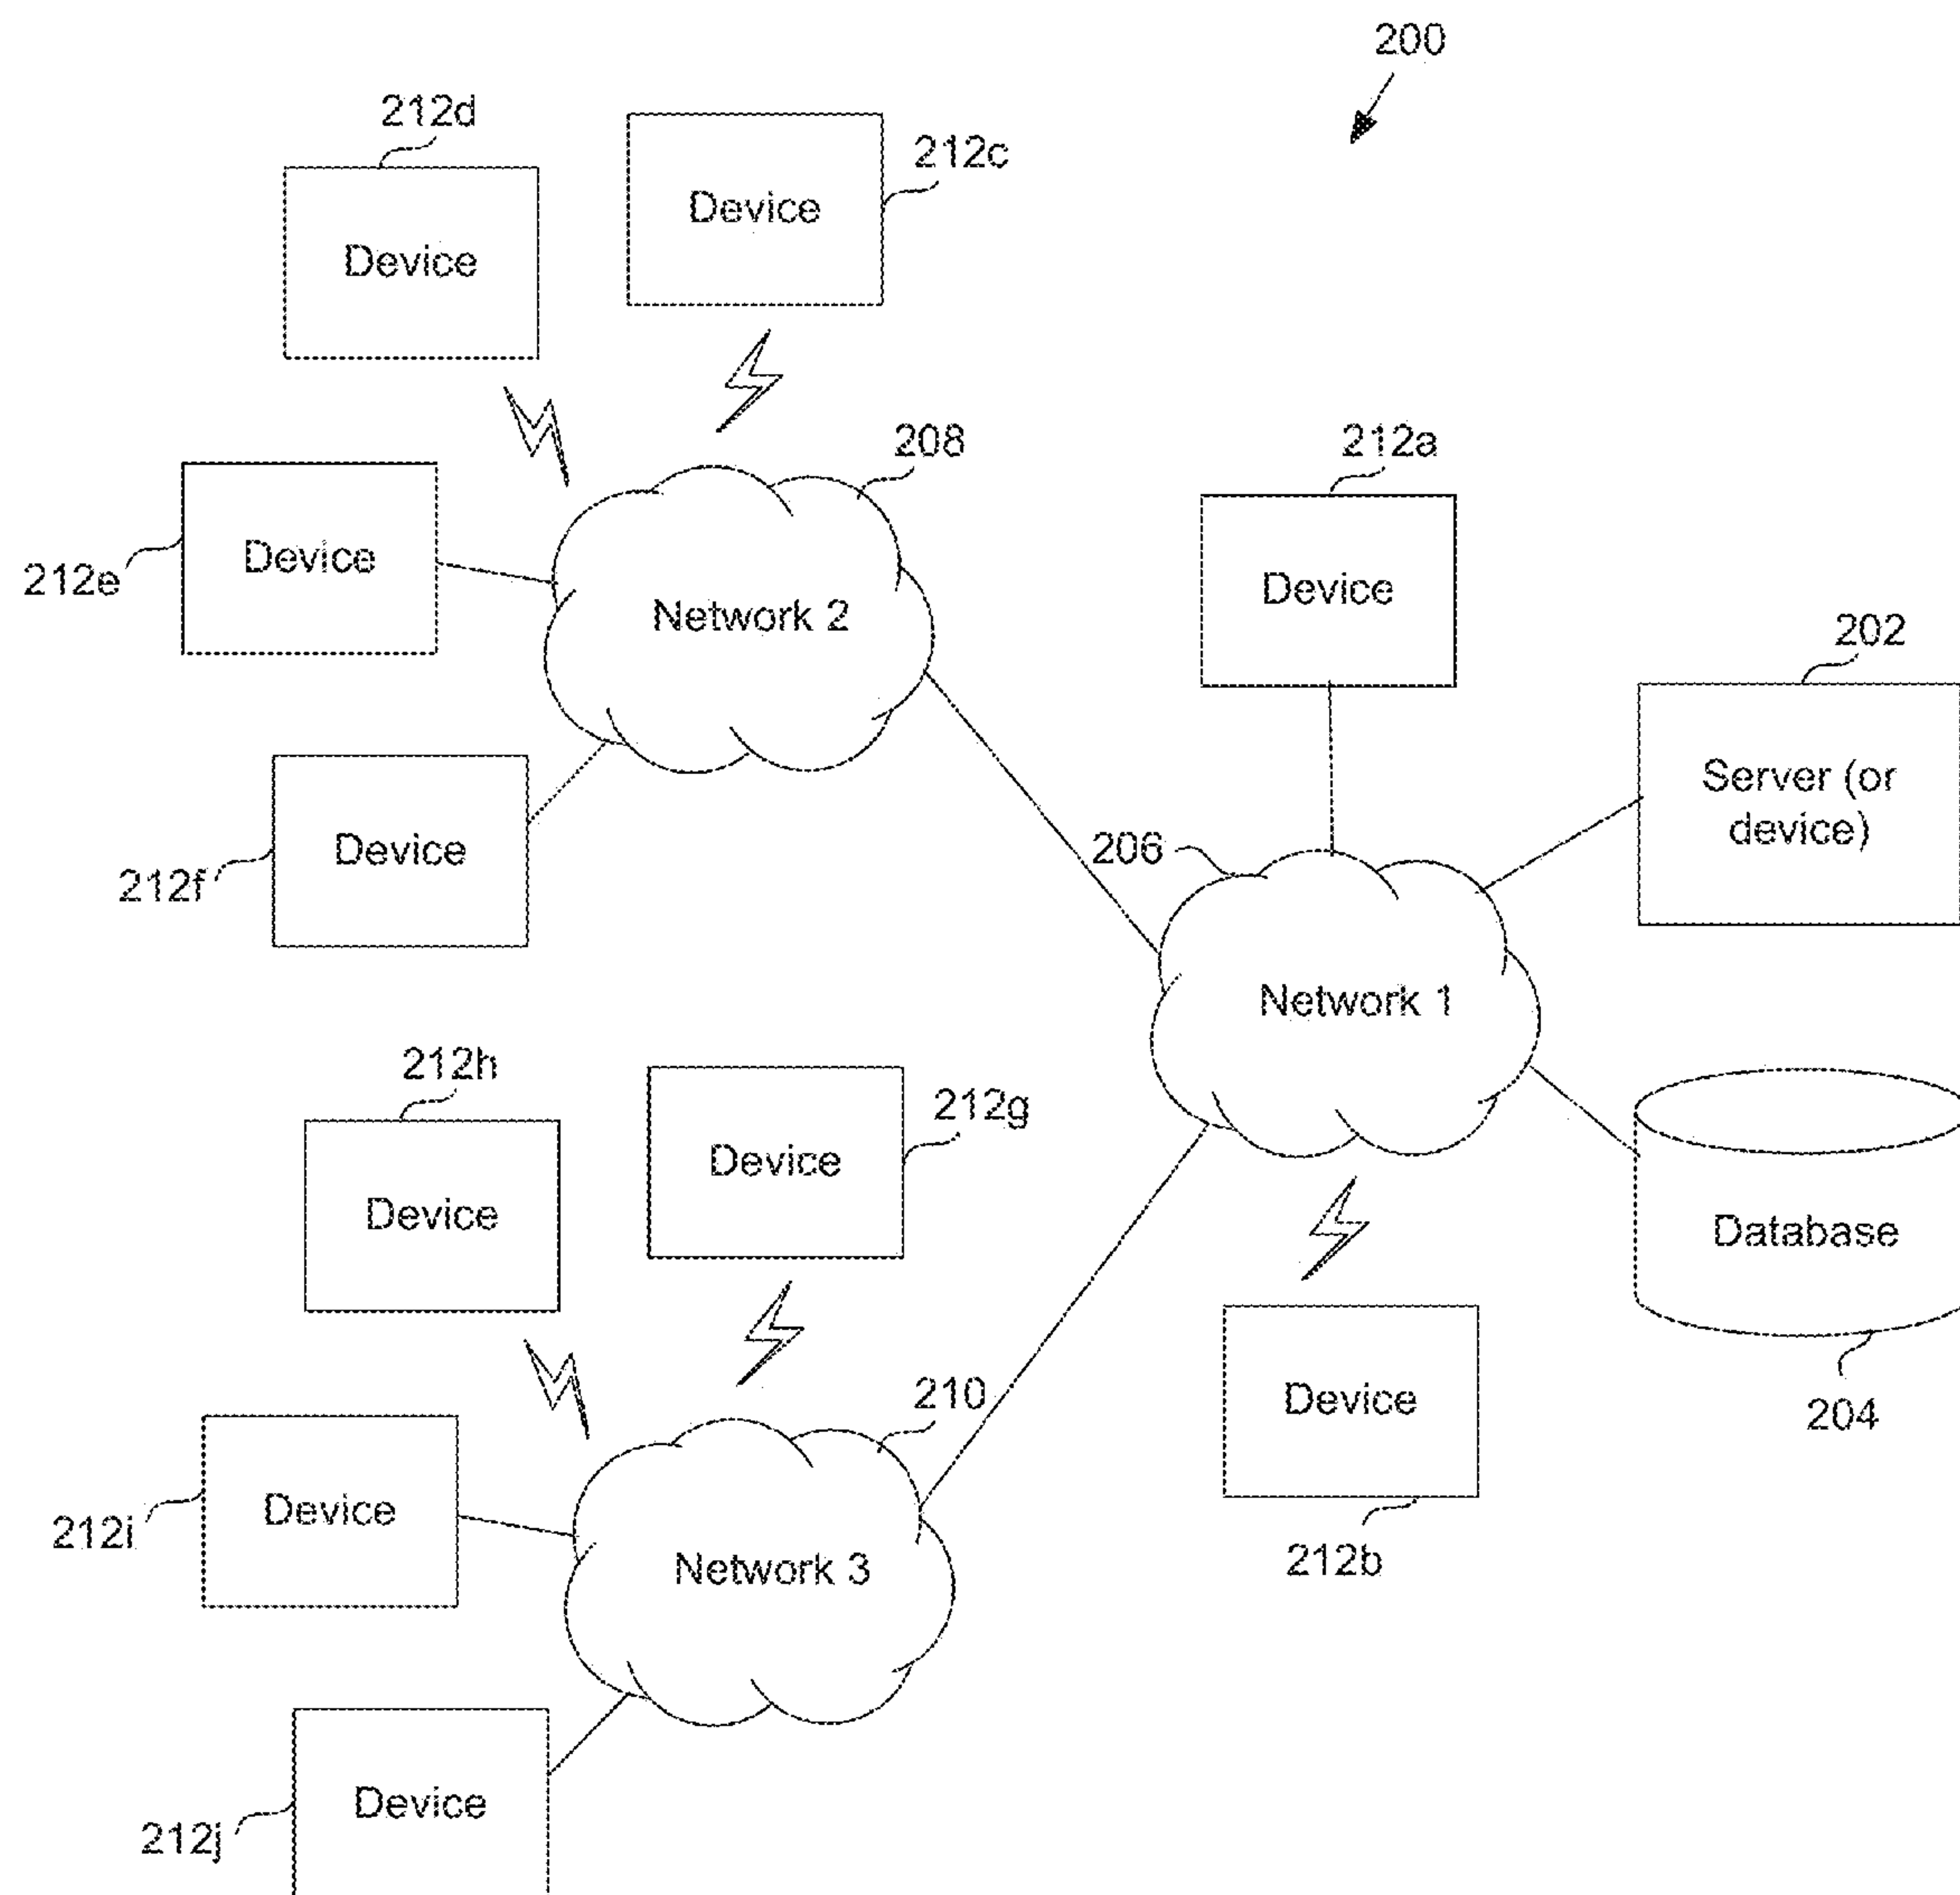 200
212d
212c
Device
Device
208
212a
Device
212e
Device
Network 2
202
Server (or
device)
Device
212f
206
Network 1
212h
212g
Device
Device
Database
210
Device
204
Device
212i
212b
Network 3
Device
212j